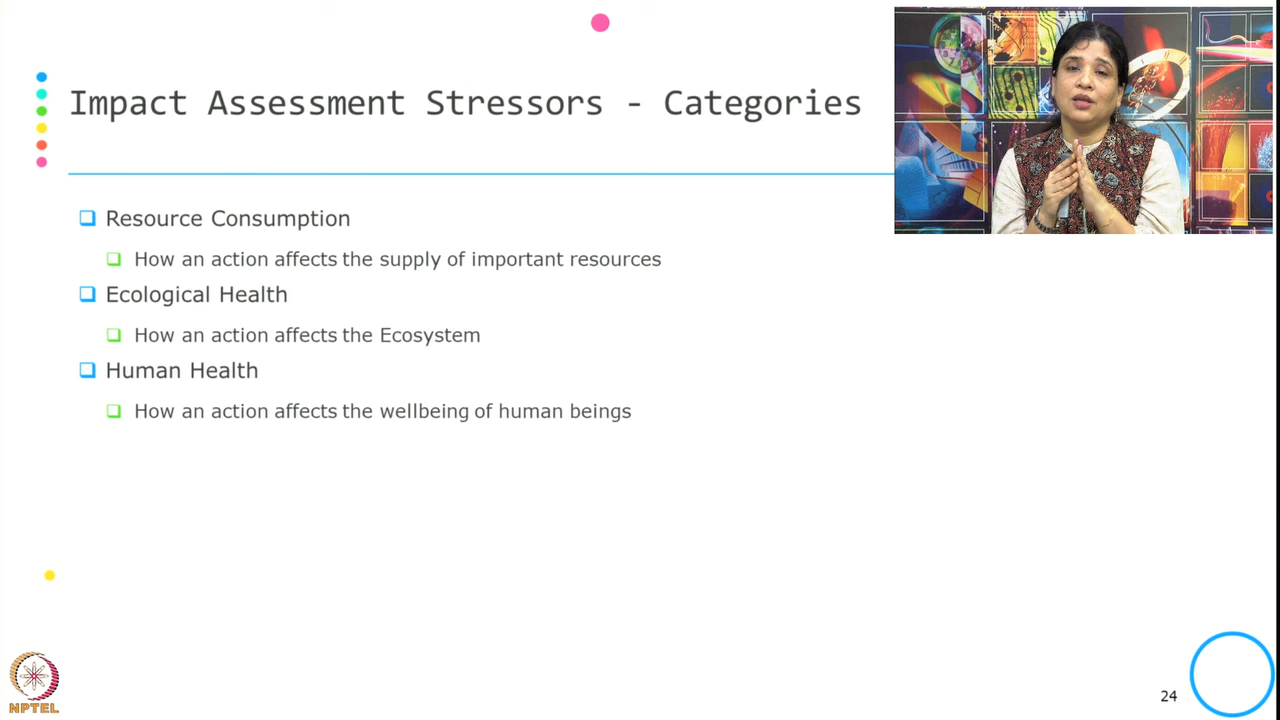 Impact Assessment Stressors - Categories
Resource Consumption
How an action affects the supply of important resources
Ecological Health
How an action affects the Ecosystem
Human Health
How an action affects the wellbeing of human beings
NPTEL
24